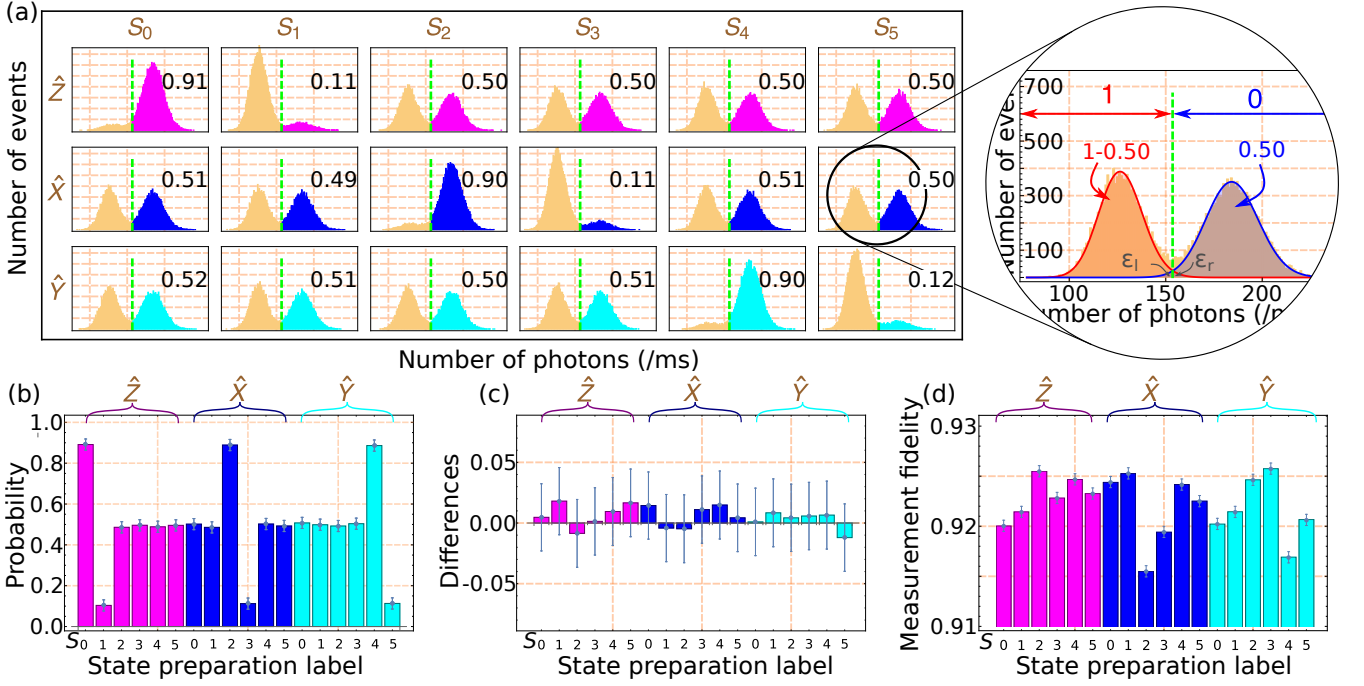 (a)
S0 S1 S2 S3 S4 S5
Number of events
Ẑ 0.91 0.11 0.50 0.50 0.50 0.50
X̂ 0.51 0.49 0.90 0.11 0.51 0.50
Ŷ 0.52 0.51 0.50 0.51 0.90 0.12
Number of photons (/ms)
700
1 0
500
1-0.50 0.50
300
100
εl εr
100 150 200
Number of events
umber of photons (/m
(b) Ẑ X̂ Ŷ
Probability
1.0
0.8
0.6
0.4
0.2
0.0
S 0 1 2 3 4 5 0 1 2 3 4 5 0 1 2 3 4 5
State preparation label
(c) Ẑ X̂ Ŷ
Differences
0.05
0.00
-0.05
S 0 1 2 3 4 5 0 1 2 3 4 5 0 1 2 3 4 5
State preparation label
(d) Ẑ X̂ Ŷ
Measurement fidelity
0.93
0.92
0.91
S 0 1 2 3 4 5 0 1 2 3 4 5 0 1 2 3 4 5
State preparation label